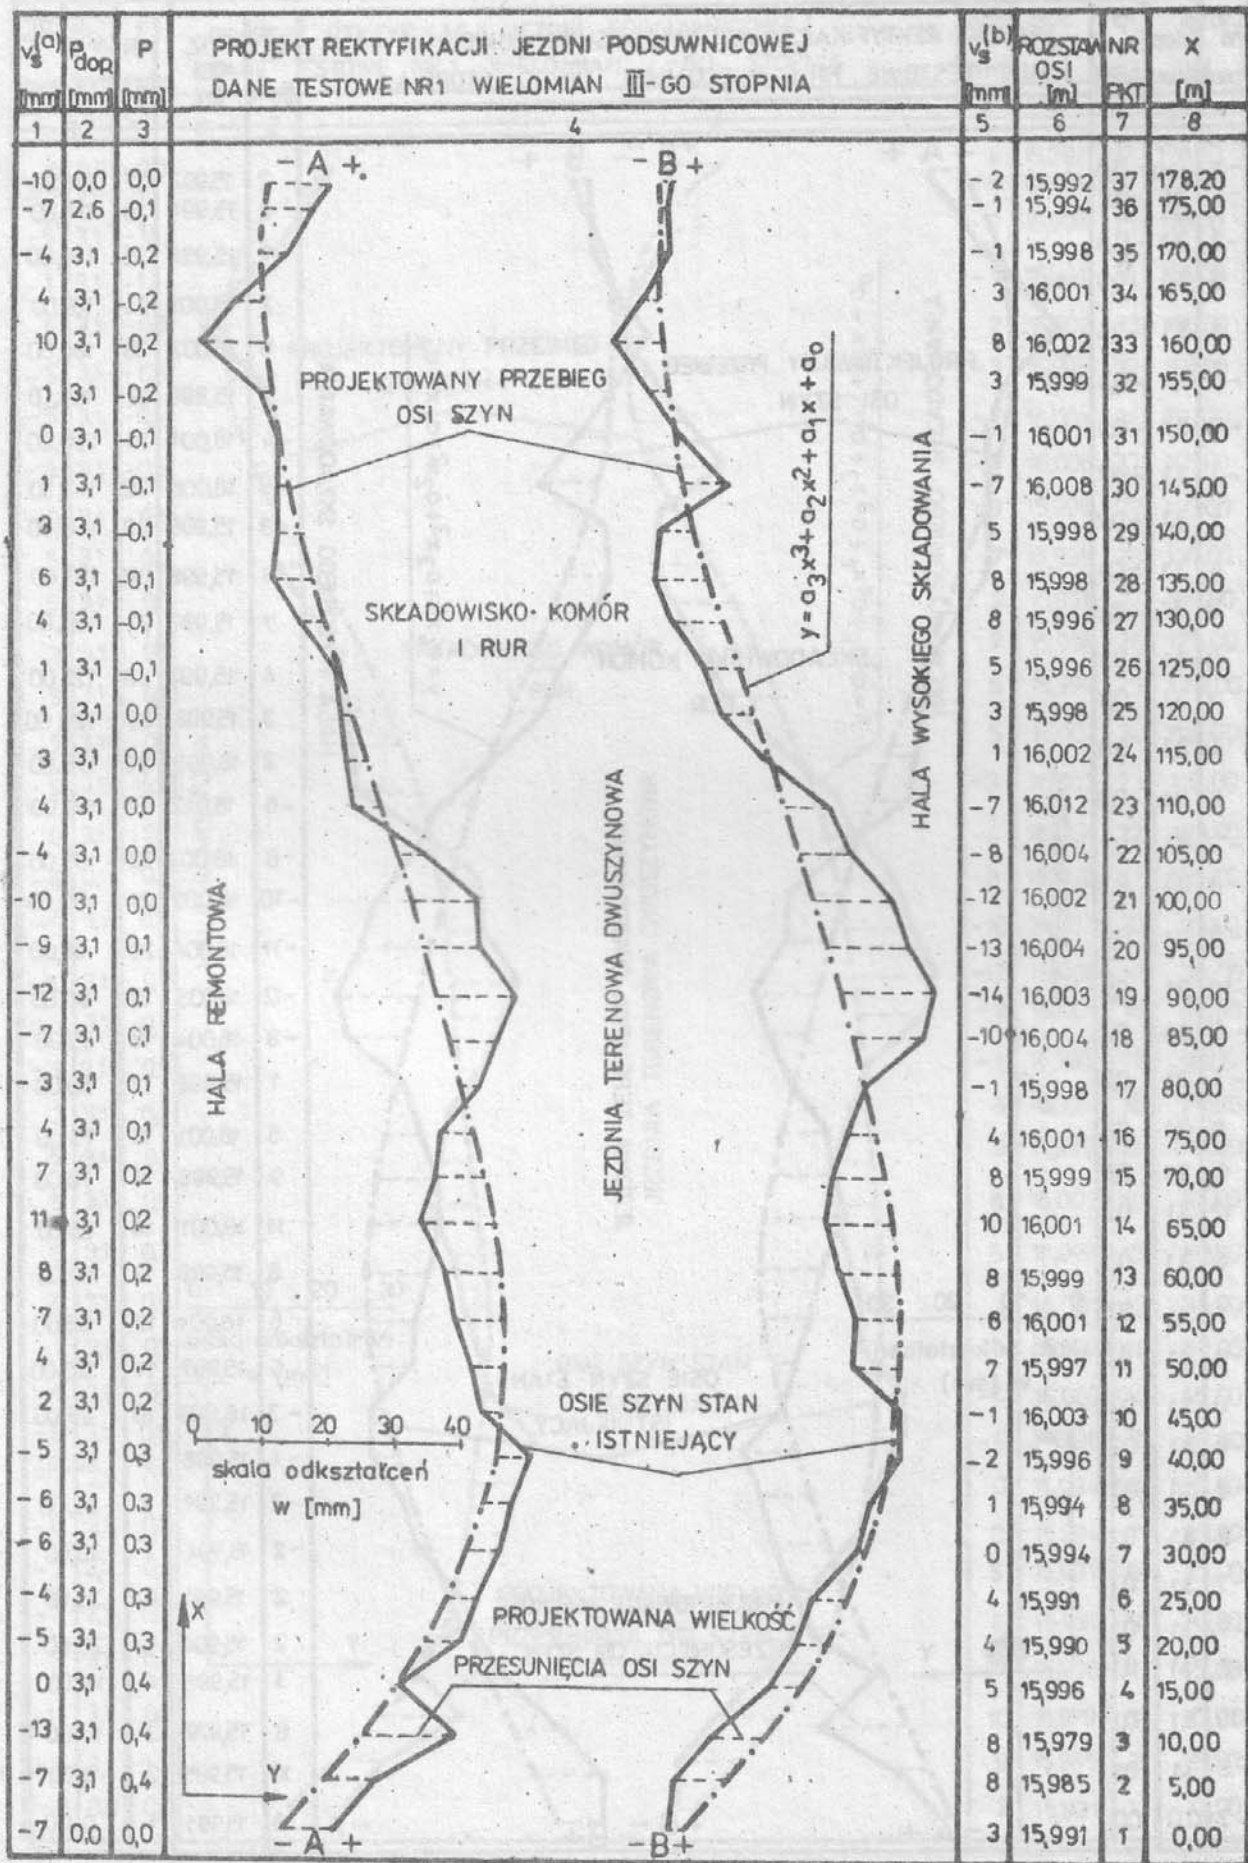 vs(a) Pdop P PROJEKT REKTYFIKACJI JEZDNI PODSUWNICOWEJ vs(b) ROZSTAW NR X
DANE TESTOWE NR1 WIELOMIAN III-GO STOPNIA OSI
[mm] [mm] [mm] [mm] [m] PKT [m]
1 2 3 4 5 6 7 8
- A + - B +
-10 0,0 0,0 -2 15,992 37 178,20
-7 2,6 -0,1 -1 15,994 36 175,00
-4 3,1 -0,2 -1 15,998 35 170,00
4 3,1 -0,2 3 16,001 34 165,00
10 3,1 -0,2 8 16,002 33 160,00
1 3,1 -0,2 3 15,999 32 155,00
0 3,1 -0,1 -1 16,001 31 150,00
1 3,1 -0,1 -7 16,008 30 145,00
3 3,1 -0,1 5 15,998 29 140,00
6 3,1 -0,1 8 15,998 28 135,00
4 3,1 -0,1 8 15,996 27 130,00
1 3,1 -0,1 5 15,996 26 125,00
1 3,1 0,0 3 15,998 25 120,00
3 3,1 0,0 1 16,002 24 115,00
4 3,1 0,0 -7 16,012 23 110,00
-4 3,1 0,0 -8 16,004 22 105,00
-10 3,1 0,0 -12 16,002 21 100,00
-9 3,1 0,1 -13 16,004 20 95,00
-12 3,1 0,1 -14 16,003 19 90,00
-7 3,1 0,1 -10 16,004 18 85,00
-3 3,1 0,1 -1 15,998 17 80,00
4 3,1 0,1 4 16,001 16 75,00
7 3,1 0,2 8 15,999 15 70,00
11 3,1 0,2 10 16,001 14 65,00
8 3,1 0,2 8 15,999 13 60,00
7 3,1 0,2 6 16,001 12 55,00
4 3,1 0,2 7 15,997 11 50,00
2 3,1 0,2 -1 16,003 10 45,00
-5 3,1 0,3 -2 15,996 9 40,00
-6 3,1 0,3 1 15,994 8 35,00
-6 3,1 0,3 0 15,994 7 30,00
-4 3,1 0,3 4 15,991 6 25,00
-5 3,1 0,3 4 15,990 5 20,00
0 3,1 0,4 5 15,996 4 15,00
-13 3,1 0,4 8 15,979 3 10,00
-7 3,1 0,4 8 15,985 2 5,00
-7 0,0 0,0 3 15,991 1 0,00
PROJEKTOWANY PRZEBIEG
OSI SZYN
y=a3x3+a2x2+a1x+a0
HALA WYSOKIEGO SKŁADOWANIA
SKŁADOWISKO KOMÓR
I RUR
JEZDNIA TERENOWA DWUSZYNOWA
HALA REMONTOWA
OSIE SZYN STAN
ISTNIEJĄCY
0 10 20 30 40
skala odkształceń
w [mm]
X
PROJEKTOWANA WIELKOŚĆ
PRZESUNIĘCIA OSI SZYN
Y
- A + - B +